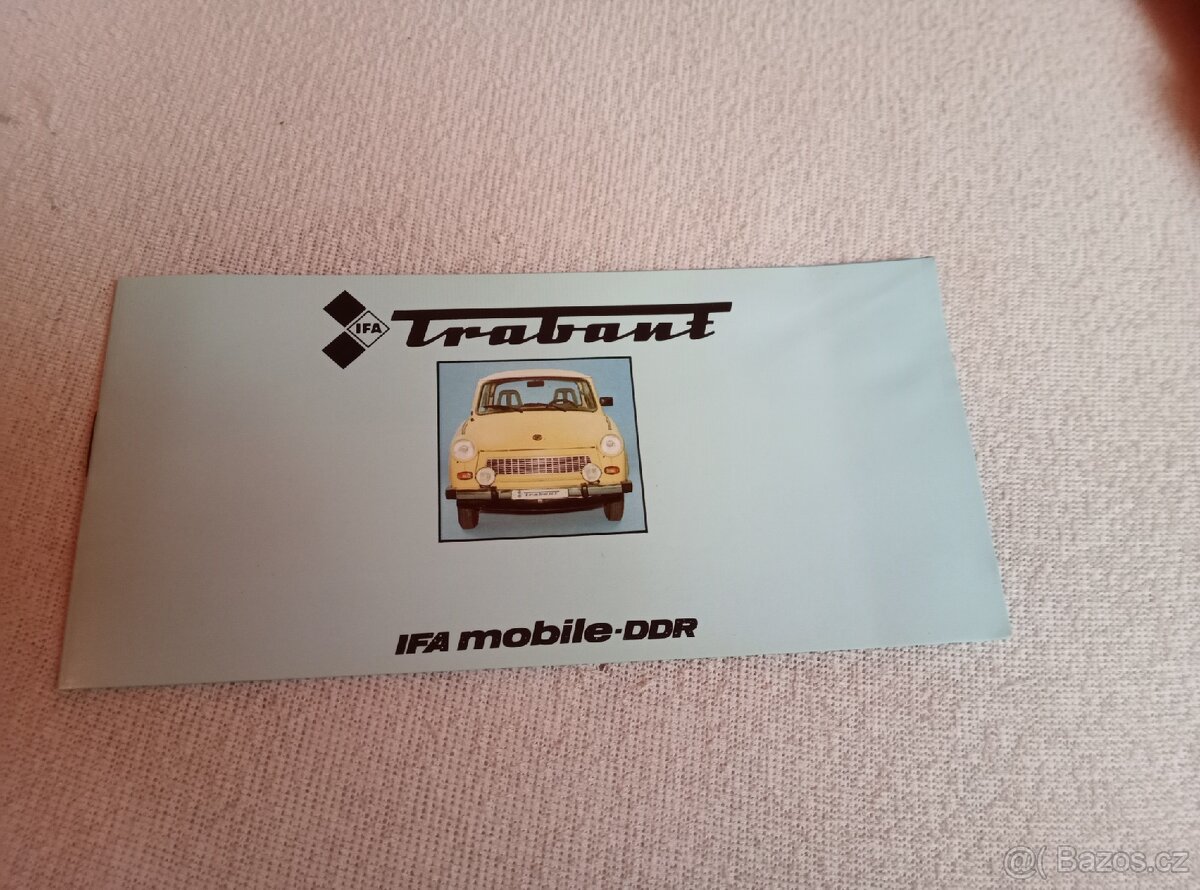 IFA Trabant
Trabant
IFA mobile-DDR
@( Bazos.cz